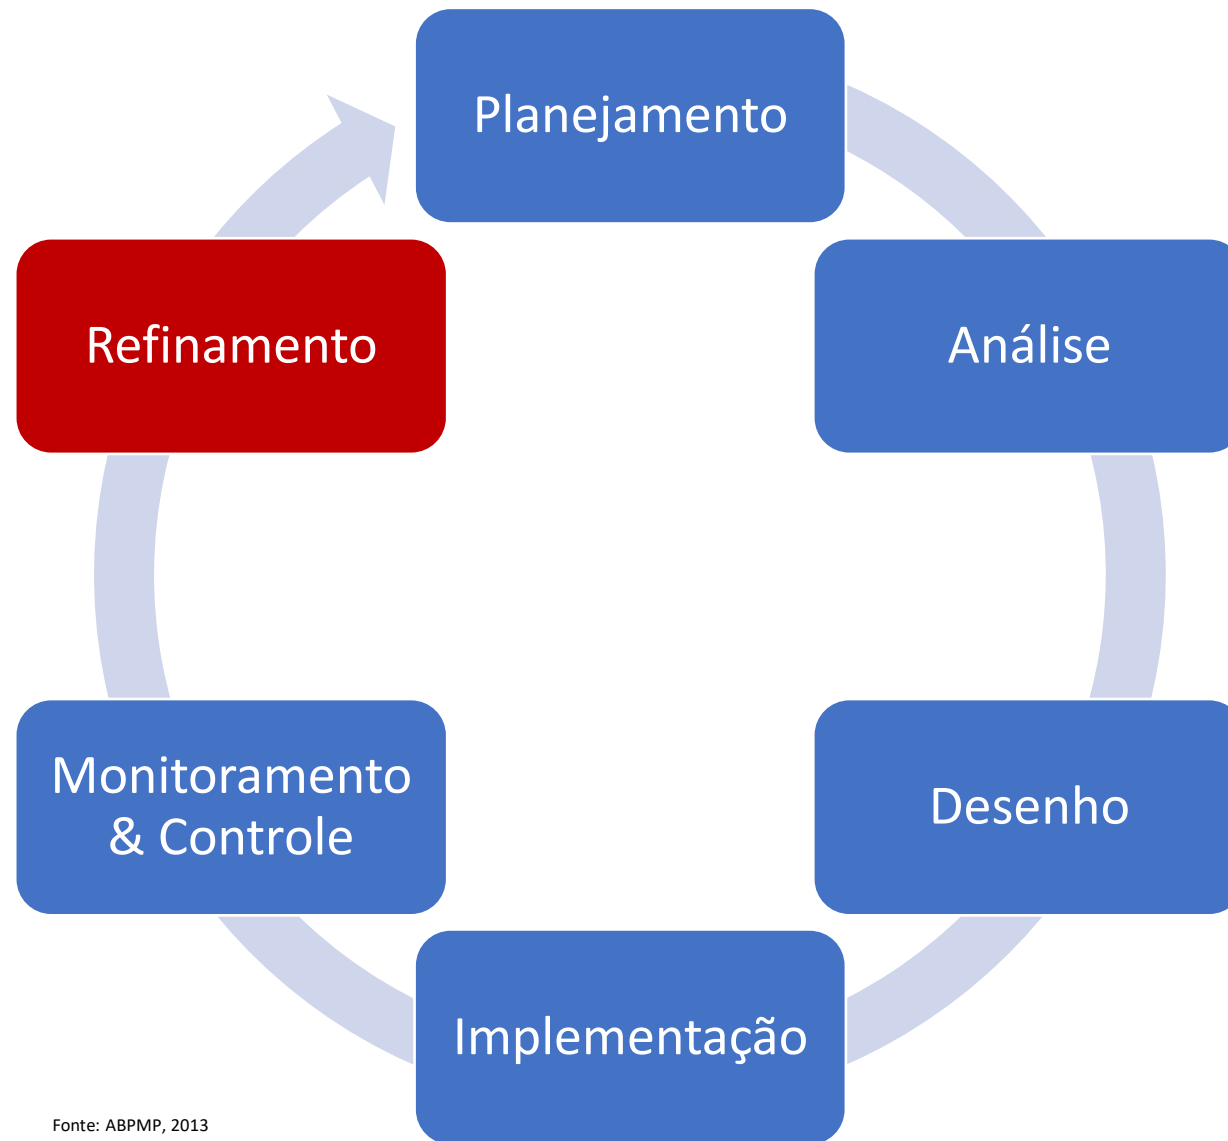 Planejamento
Análise
Desenho
Implementação
Monitoramento
& Controle
Refinamento
Fonte: ABPMP, 2013